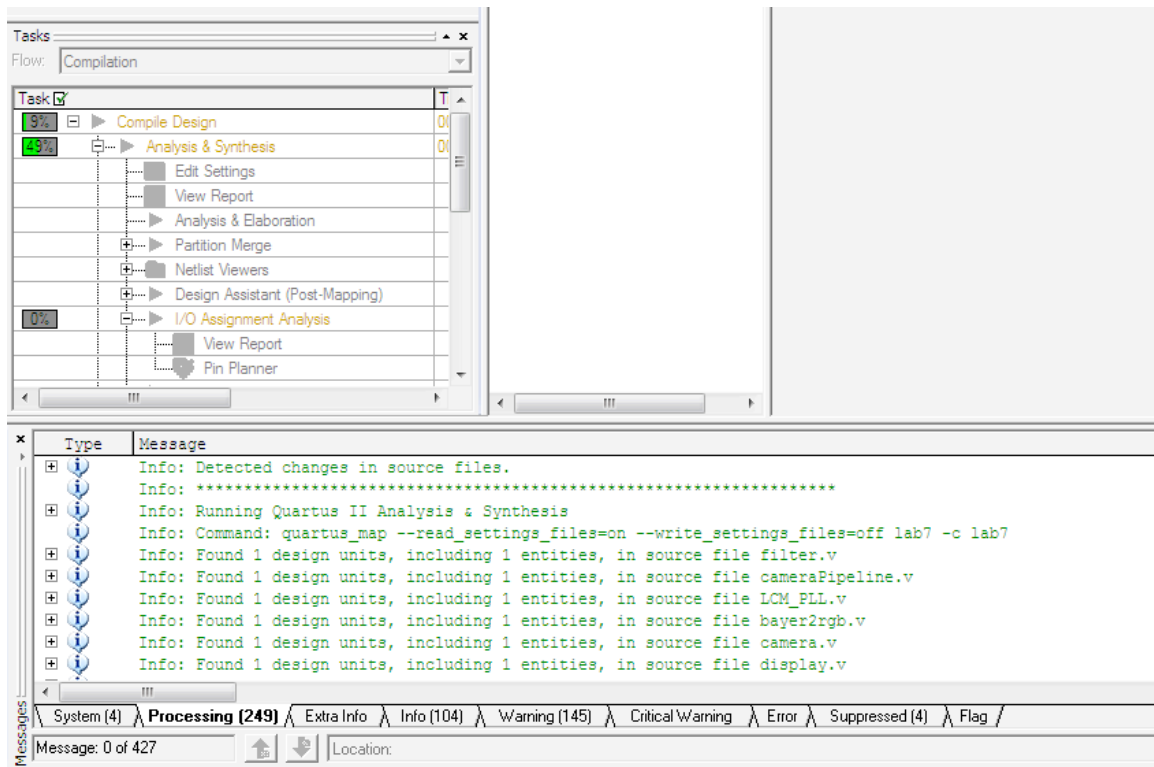 Tasks
Flow: Compilation
Task
9% Compile Design
49% Analysis & Synthesis
Edit Settings
View Report
Analysis & Elaboration
Partition Merge
Netlist Viewers
Design Assistant (Post-Mapping)
0% I/O Assignment Analysis
View Report
Pin Planner
Type Message
Info: Detected changes in source files.
Info: *******************************************************************
Info: Running Quartus II Analysis & Synthesis
Info: Command: quartus_map --read_settings_files=on --write_settings_files=off lab7 -c lab7
Info: Found 1 design units, including 1 entities, in source file filter.v
Info: Found 1 design units, including 1 entities, in source file cameraPipeline.v
Info: Found 1 design units, including 1 entities, in source file LCM_PLL.v
Info: Found 1 design units, including 1 entities, in source file bayer2rgb.v
Info: Found 1 design units, including 1 entities, in source file camera.v
Info: Found 1 design units, including 1 entities, in source file display.v
System (4) Processing (249) Extra Info Info (104) Warning (145) Critical Warning Error Suppressed (4) Flag
Messages
Message: 0 of 427 Location: